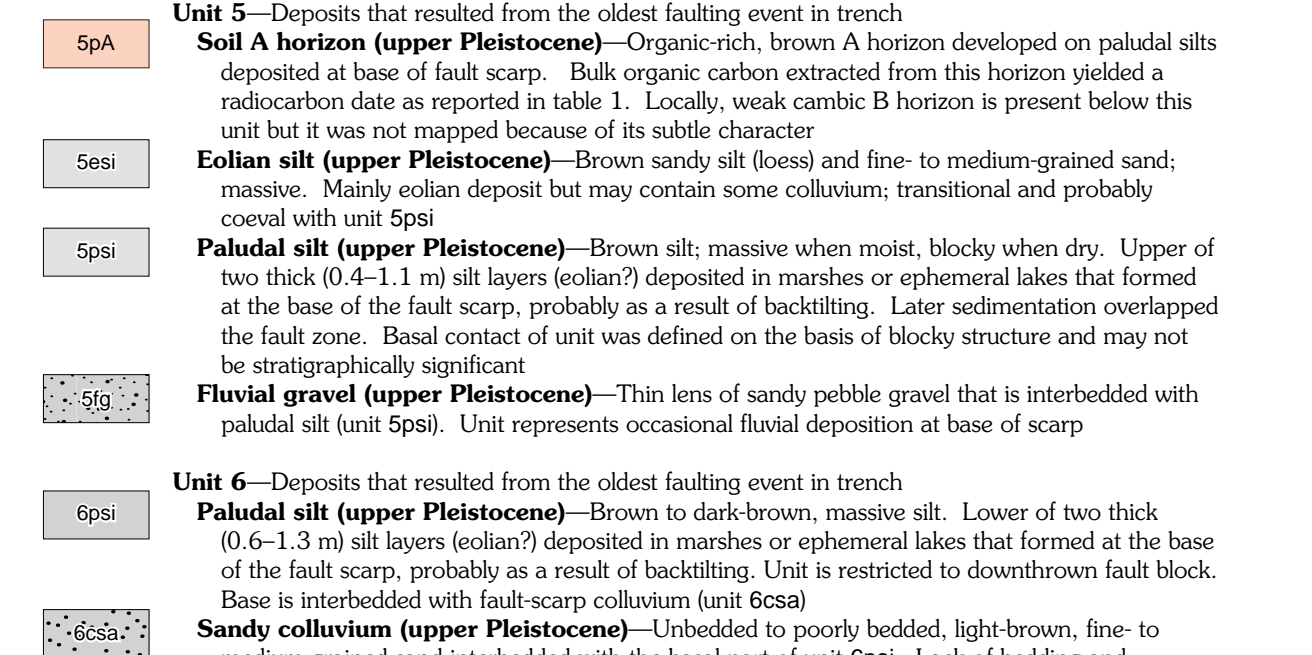 Unit 5—Deposits that resulted from the oldest faulting event in trench
5pA
Soil A horizon (upper Pleistocene)—Organic-rich, brown A horizon developed on paludal silts
deposited at base of fault scarp. Bulk organic carbon extracted from this horizon yielded a
radiocarbon date as reported in table 1. Locally, weak cambic B horizon is present below this
unit but it was not mapped because of its subtle character
5esi
Eolian silt (upper Pleistocene)—Brown sandy silt (loess) and fine- to medium-grained sand;
massive. Mainly eolian deposit but may contain some colluvium; transitional and probably
coeval with unit 5psi
5psi
Paludal silt (upper Pleistocene)—Brown silt; massive when moist, blocky when dry. Upper of
two thick (0.4–1.1 m) silt layers (eolian?) deposited in marshes or ephemeral lakes that formed
at the base of the fault scarp, probably as a result of backtilting. Later sedimentation overlapped
the fault zone. Basal contact of unit was defined on the basis of blocky structure and may not
be stratigraphically significant
5fg
Fluvial gravel (upper Pleistocene)—Thin lens of sandy pebble gravel that is interbedded with
paludal silt (unit 5psi). Unit represents occasional fluvial deposition at base of scarp
Unit 6—Deposits that resulted from the oldest faulting event in trench
6psi
Paludal silt (upper Pleistocene)—Brown to dark-brown, massive silt. Lower of two thick
(0.6–1.3 m) silt layers (eolian?) deposited in marshes or ephemeral lakes that formed at the base
of the fault scarp, probably as a result of backtilting. Unit is restricted to downthrown fault block.
Base is interbedded with fault-scarp colluvium (unit 6csa)
6csa
Sandy colluvium (upper Pleistocene)—Unbedded to poorly bedded, light-brown, fine- to